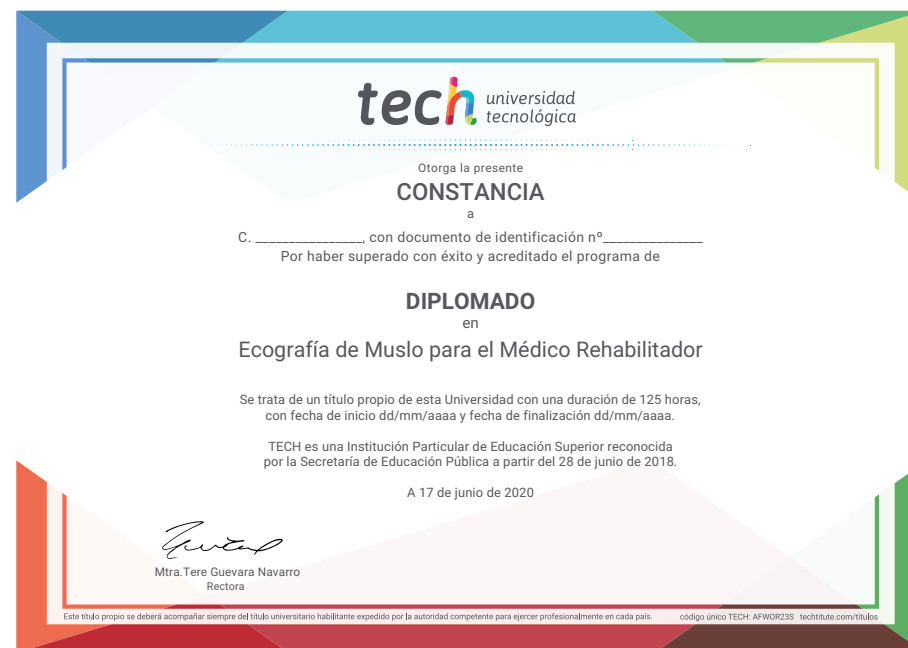 tech universidad
tecnológica
Otorga la presente
CONSTANCIA
a
C. ________________, con documento de identificación nº_______________
Por haber superado con éxito y acreditado el programa de
DIPLOMADO
en
Ecografía de Muslo para el Médico Rehabilitador
Se trata de un título propio de esta Universidad con una duración de 125 horas,
con fecha de inicio dd/mm/aaaa y fecha de finalización dd/mm/aaaa.
TECH es una Institución Particular de Educación Superior reconocida
por la Secretaría de Educación Pública a partir del 28 de junio de 2018.
A 17 de junio de 2020
Mtra.Tere Guevara Navarro
Rectora
Este título propio se deberá acompañar siempre del título universitario habilitante expedido por la autoridad competente para ejercer profesionalmente en cada país. código único TECH: AFWOR23S techtitute.com/titulos